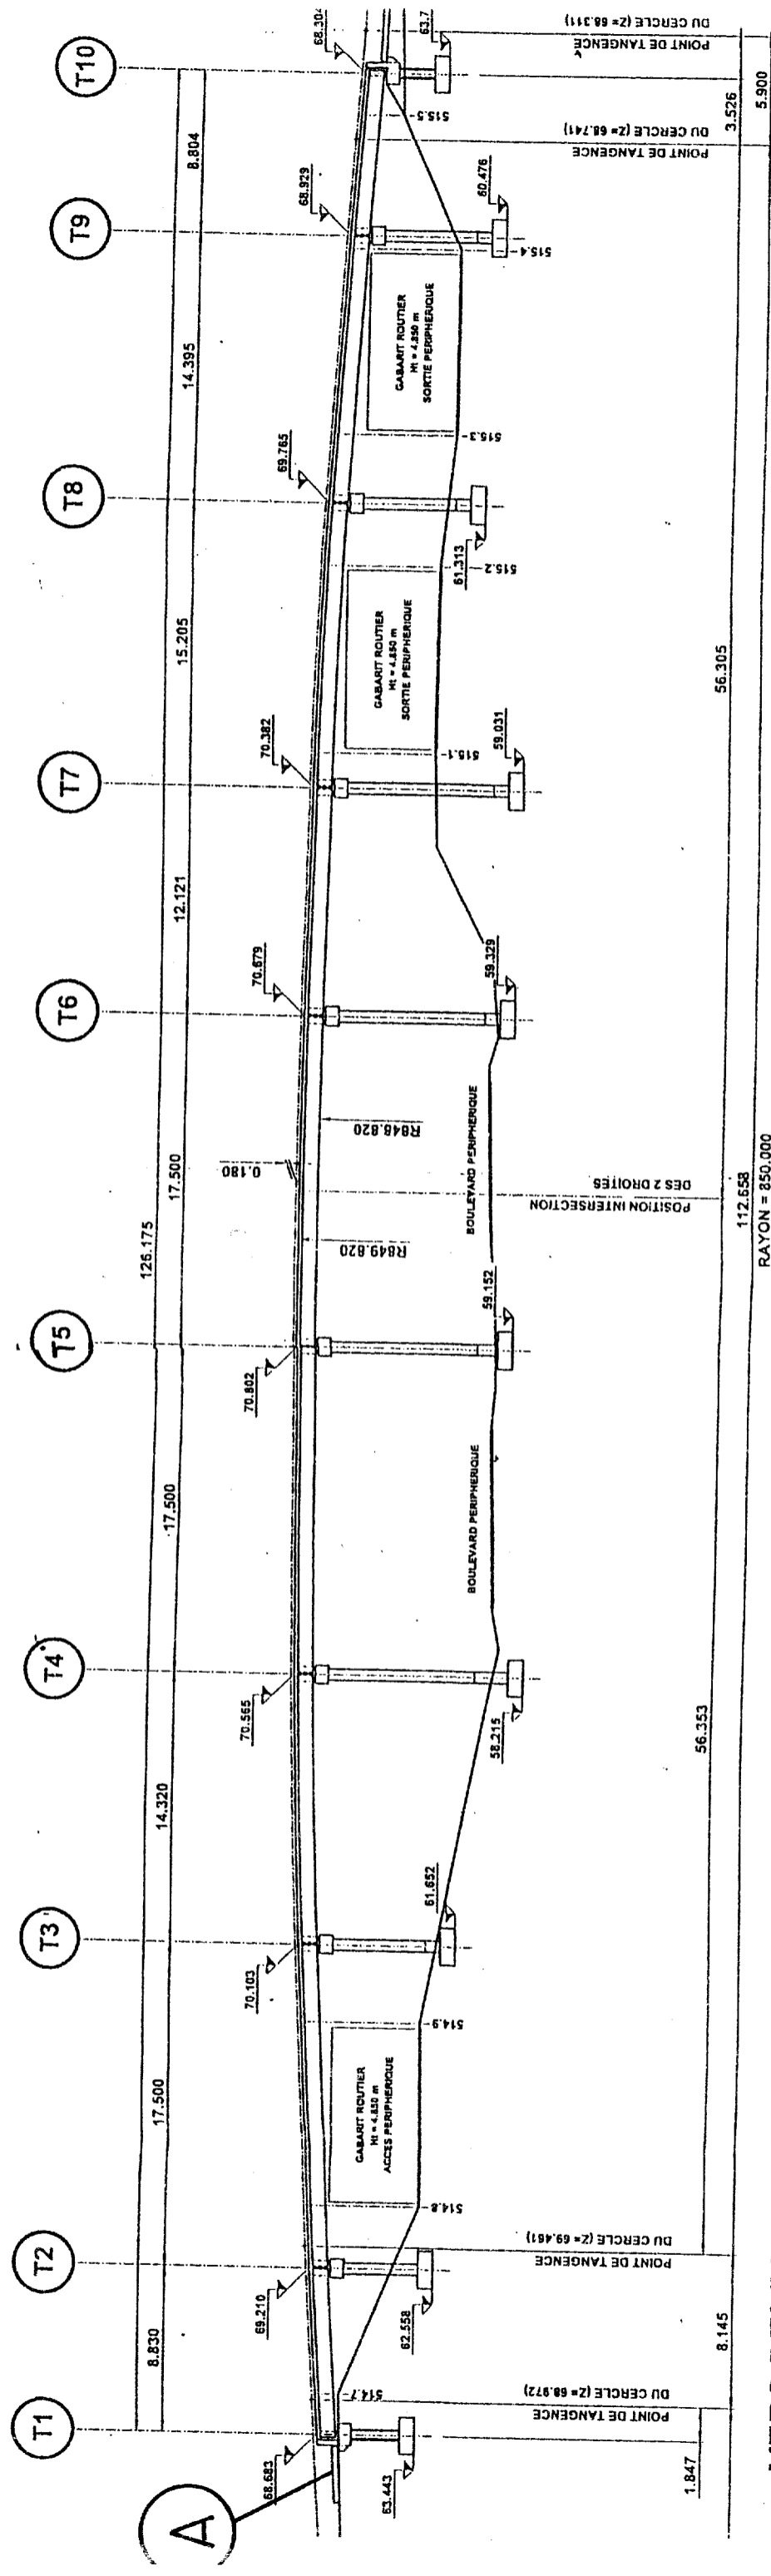 T1
T2
T3
T4
T5
T6
T7
T8
T9
T10
126.175
8.830
17.500
14.320
17.500
17.500
12.121
15.205
14.395
8.804
68.683
69.210
70.103
70.565
70.802
70.679
70.382
69.765
68.929
68.304
0.180
R849.820
R848.820
A
GABARIT ROUTIER
Ht = 4.850 m
ACCES PERIPHERIQUE
BOULEVARD PERIPHERIQUE
BOULEVARD PERIPHERIQUE
GABARIT ROUTIER
Ht = 4.850 m
SORTIE PERIPHERIQUE
GABARIT ROUTIER
Ht = 4.850 m
SORTIE PERIPHERIQUE
514.7
514.8
514.9
515.1
515.2
515.3
515.4
515.5
63.443
62.558
61.652
58.215
59.152
59.329
59.031
61.313
60.476
63.7
POINT DE TANGENCE
DU CERCLE (Z= 68.972)
POINT DE TANGENCE
DU CERCLE (Z= 69.461)
POSITION INTERSECTION
DES 2 DROITES
POINT DE TANGENCE
DU CERCLE (Z= 68.741)
POINT DE TANGENCE
DU CERCLE (Z= 68.311)
1.847
56.353
56.305
3.526
8.145
112.658
5.900
RAYON = 850.000